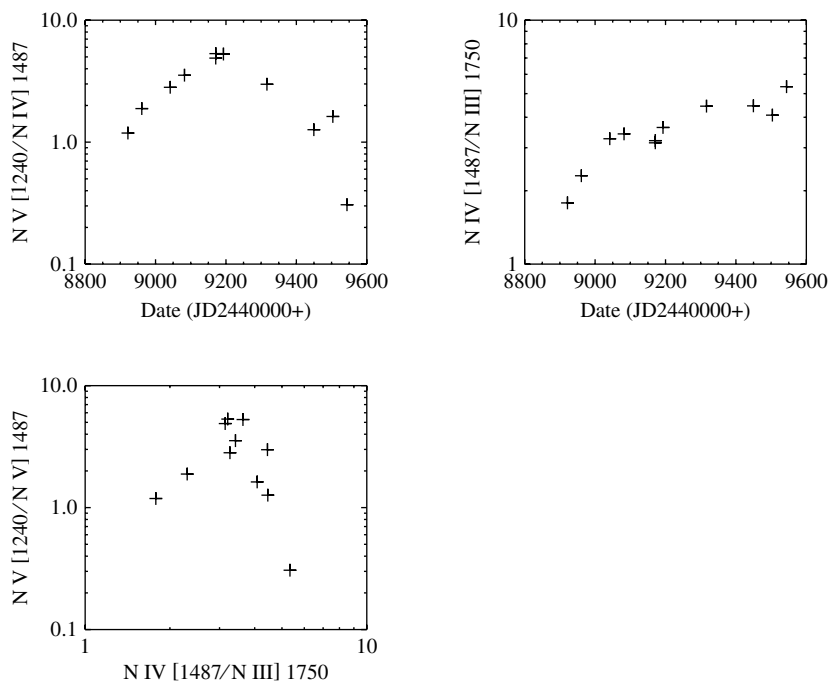 10.0
1.0
0.1
N V [1240/N IV] 1487
8800 9000 9200 9400 9600
Date (JD2440000+)
10
1
N IV [1487/N III] 1750
8800 9000 9200 9400 9600
Date (JD2440000+)
10.0
1.0
0.1
N V [1240/N V] 1487
1 10
N IV [1487/N III] 1750